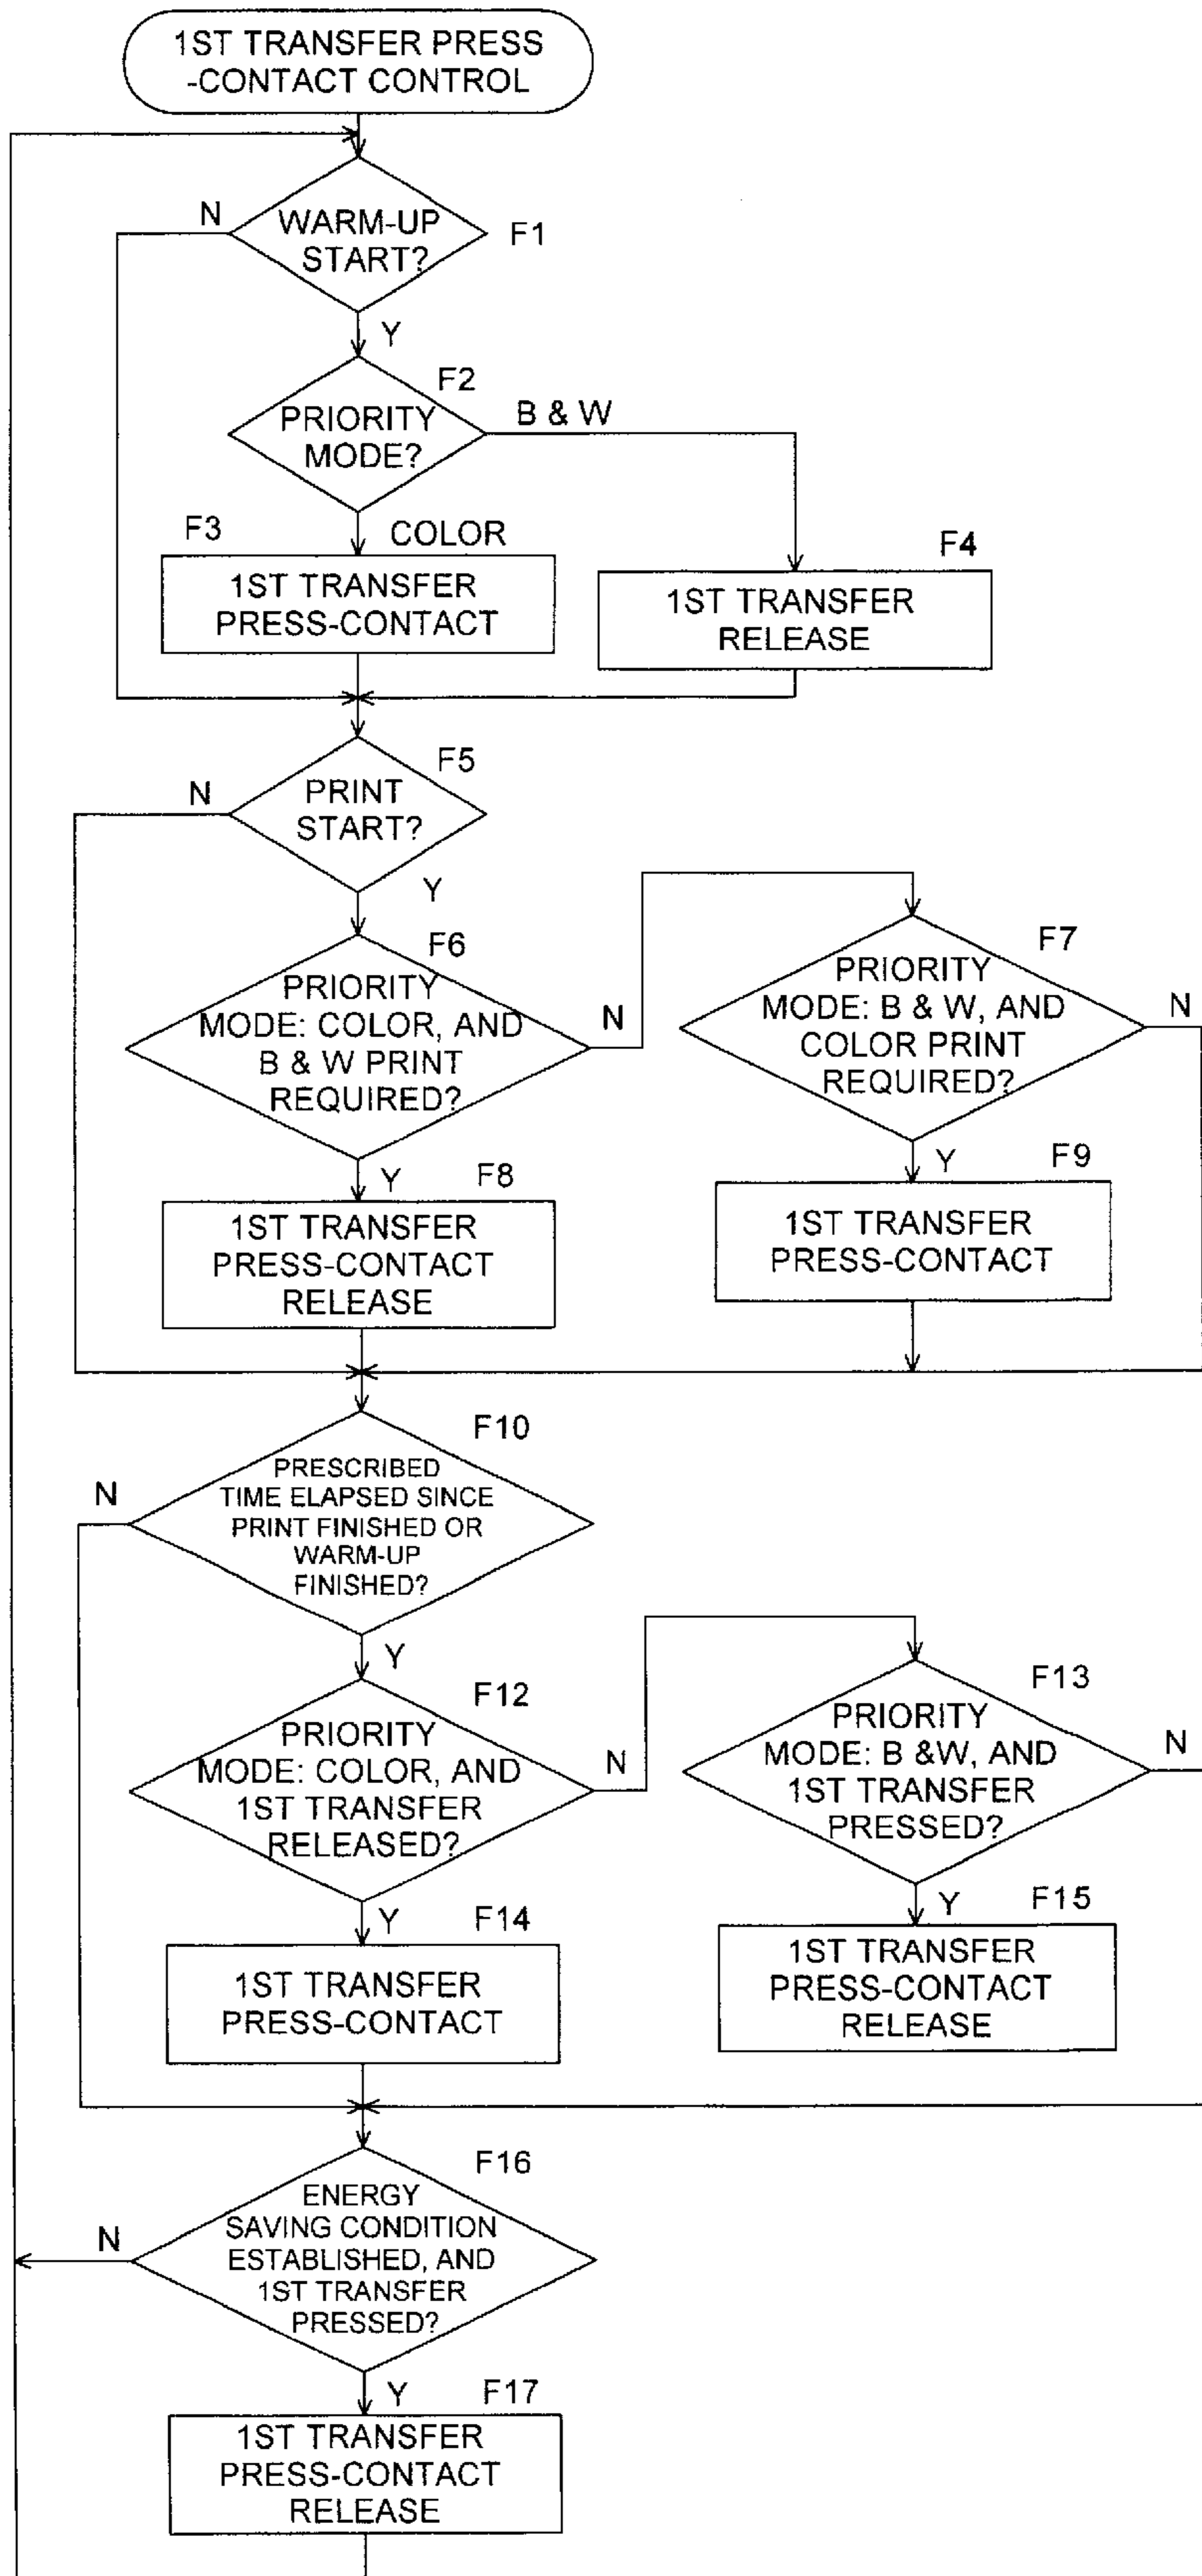 1ST TRANSFER PRESS
-CONTACT CONTROL
N
WARM-UP
START?
F1
Y
F2
PRIORITY
MODE?
B & W
F3
COLOR
1ST TRANSFER
PRESS-CONTACT
F4
1ST TRANSFER
RELEASE
F5
N
PRINT
START?
Y
F6
PRIORITY
MODE: COLOR, AND
B & W PRINT
REQUIRED?
N
F7
PRIORITY
MODE: B & W, AND
COLOR PRINT
REQUIRED?
N
Y
F8
1ST TRANSFER
PRESS-CONTACT
RELEASE
Y
F9
1ST TRANSFER
PRESS-CONTACT
F10
N
PRESCRIBED
TIME ELAPSED SINCE
PRINT FINISHED OR
WARM-UP
FINISHED?
Y
F12
PRIORITY
MODE: COLOR, AND
1ST TRANSFER
RELEASED?
N
F13
PRIORITY
MODE: B &W, AND
1ST TRANSFER
PRESSED?
N
Y
F14
1ST TRANSFER
PRESS-CONTACT
Y
F15
1ST TRANSFER
PRESS-CONTACT
RELEASE
F16
N
ENERGY
SAVING CONDITION
ESTABLISHED, AND
1ST TRANSFER
PRESSED?
Y
F17
1ST TRANSFER
PRESS-CONTACT
RELEASE